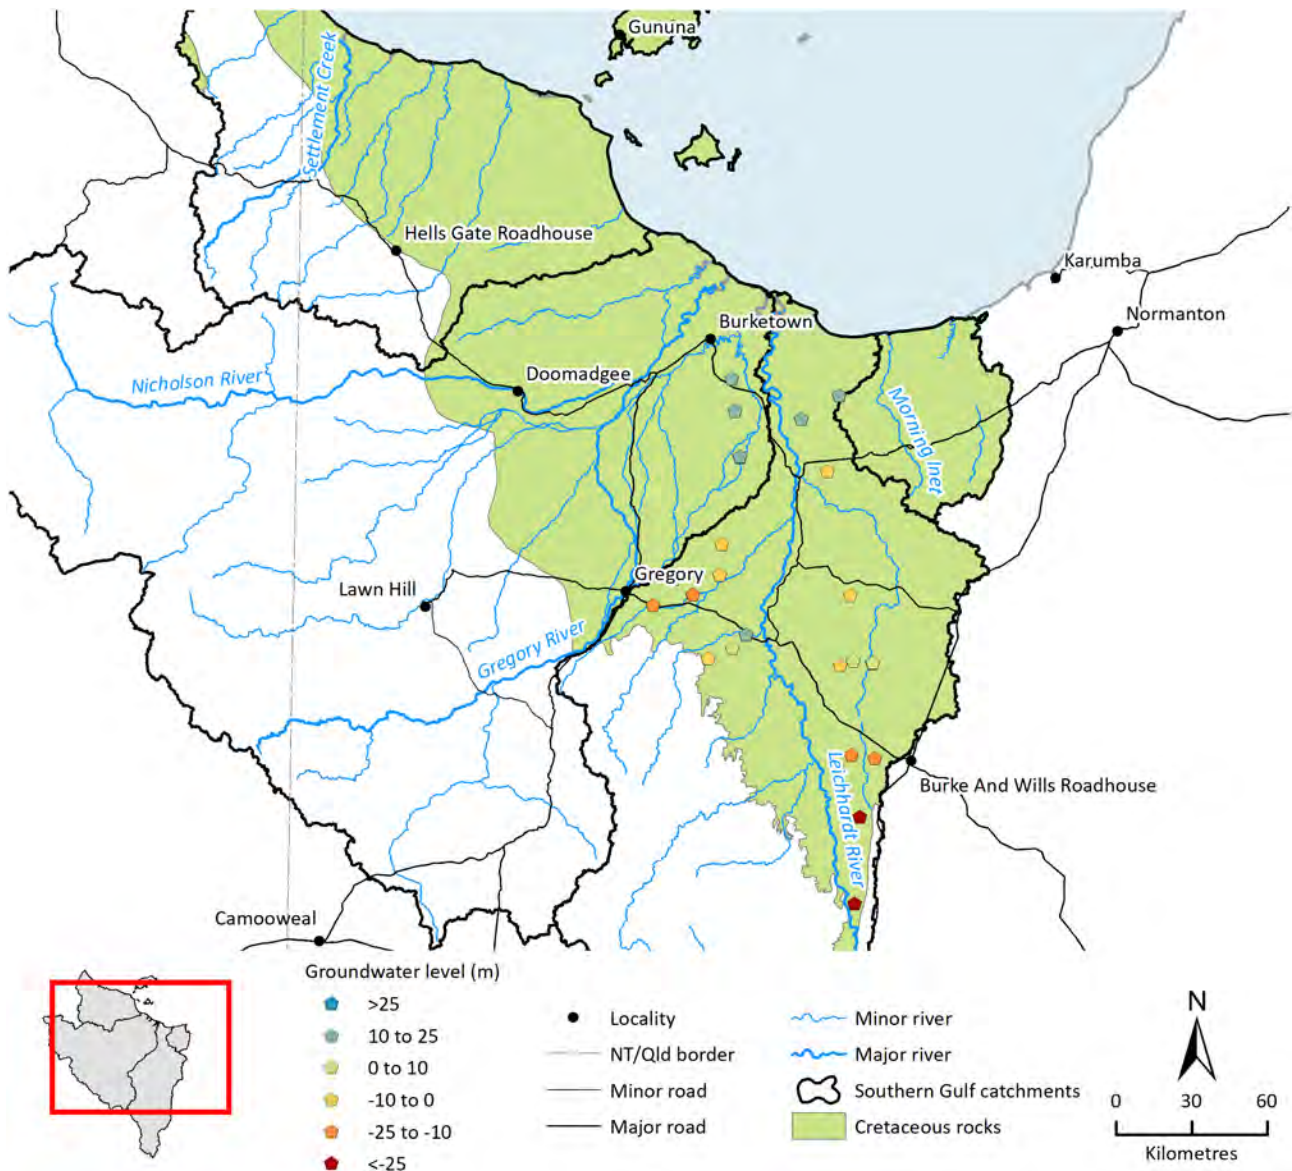 Gununa
Settlement Creek
Hells Gate Roadhouse
Karumba
Normanton
Burketown
Doomadgee
Nicholson River
Morning Inet
Gregory
Lawn Hill
Gregory River
Leichhardt River
Burke And Wills Roadhouse
Camooweal
Groundwater level (m)
>25
10 to 25
0 to 10
-10 to 0
-25 to -10
<-25
Locality
NT/Qld border
Minor road
Major road
Minor river
Major river
Southern Gulf catchments
Cretaceous rocks
N
0 30 60
Kilometres